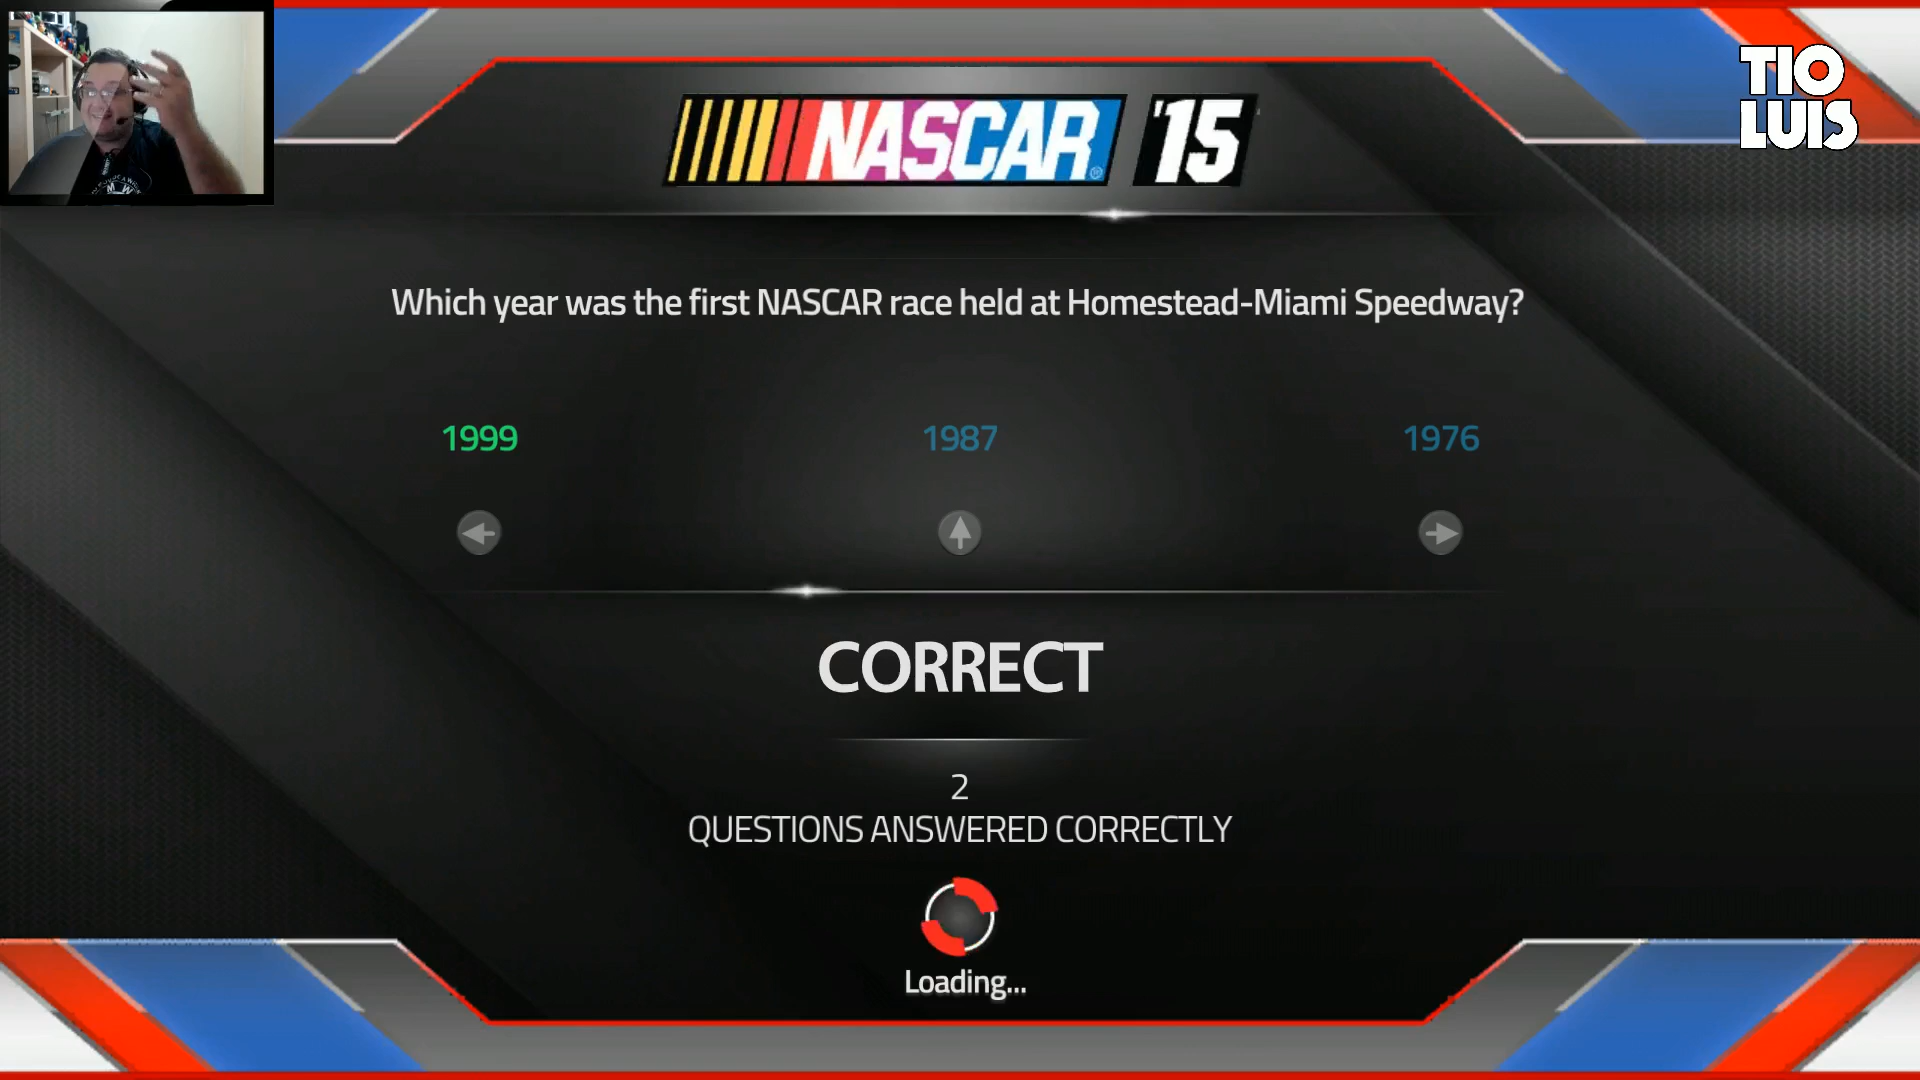 TIO
LUIS
NASCAR ® '15
Which year was the first NASCAR race held at Homestead-Miami Speedway?
1999
1987
1976
CORRECT
2
QUESTIONS ANSWERED CORRECTLY
Loading...